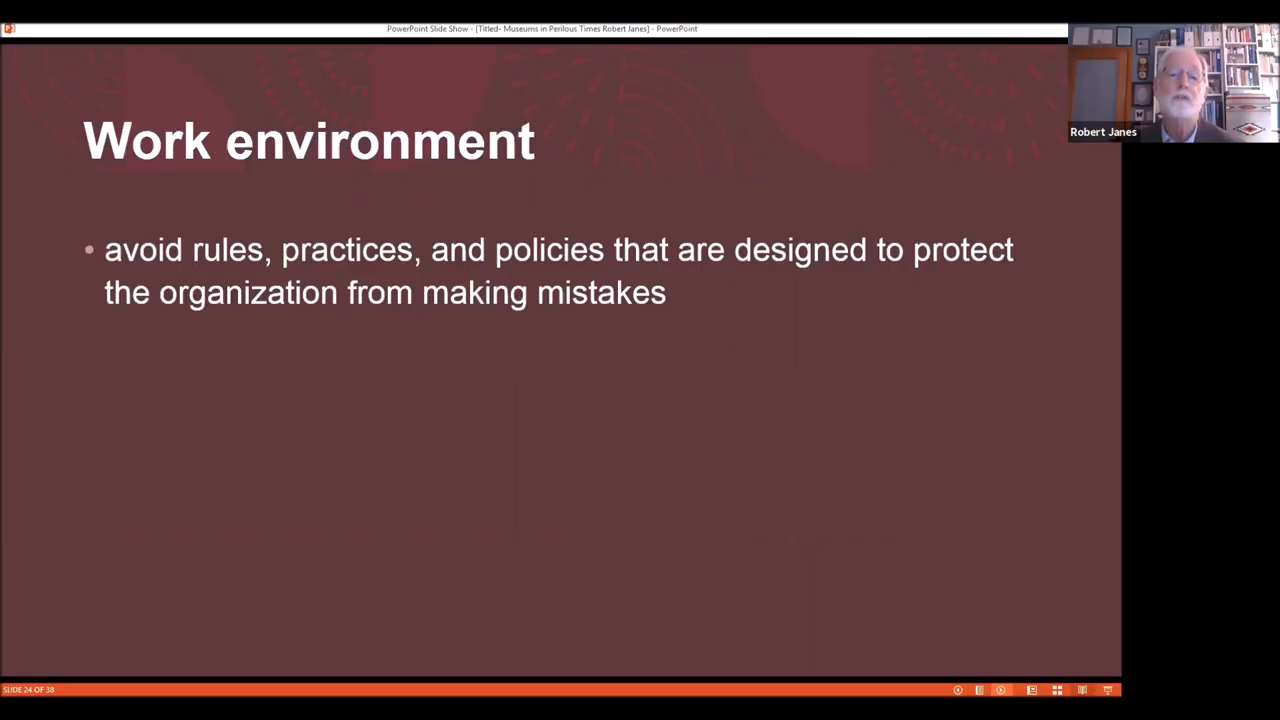 PowerPoint Slide Show - [Titled- Museums in Perilous Times Robert Janes] - PowerPoint
Robert Janes
Work environment
• avoid rules, practices, and policies that are designed to protect
the organization from making mistakes
SLIDE 24 OF 38